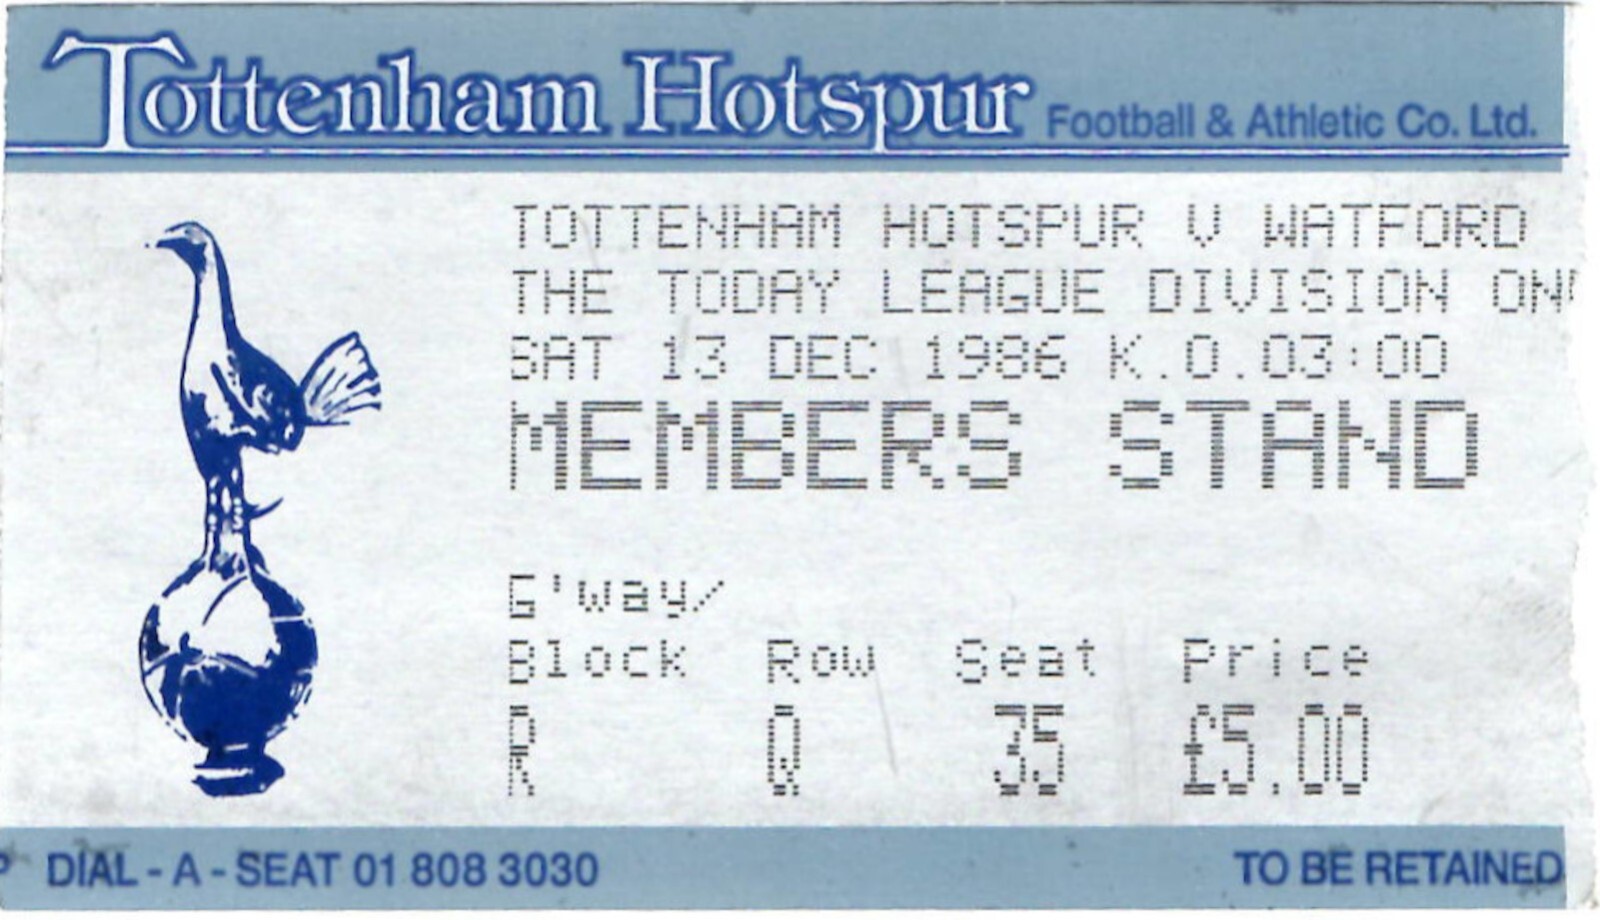 Tottenham Hotspur Football & Athletic Co. Ltd.
TOTTENHAM HOTSPUR V WATFORD
THE TODAY LEAGUE DIVISION ON
SAT 13 DEC 1986 K.O.03:00
MEMBERS STAND
G'way/
Block Row Seat Price
R Q 35 £5.00
P DIAL - A - SEAT 01 808 3030 TO BE RETAINED